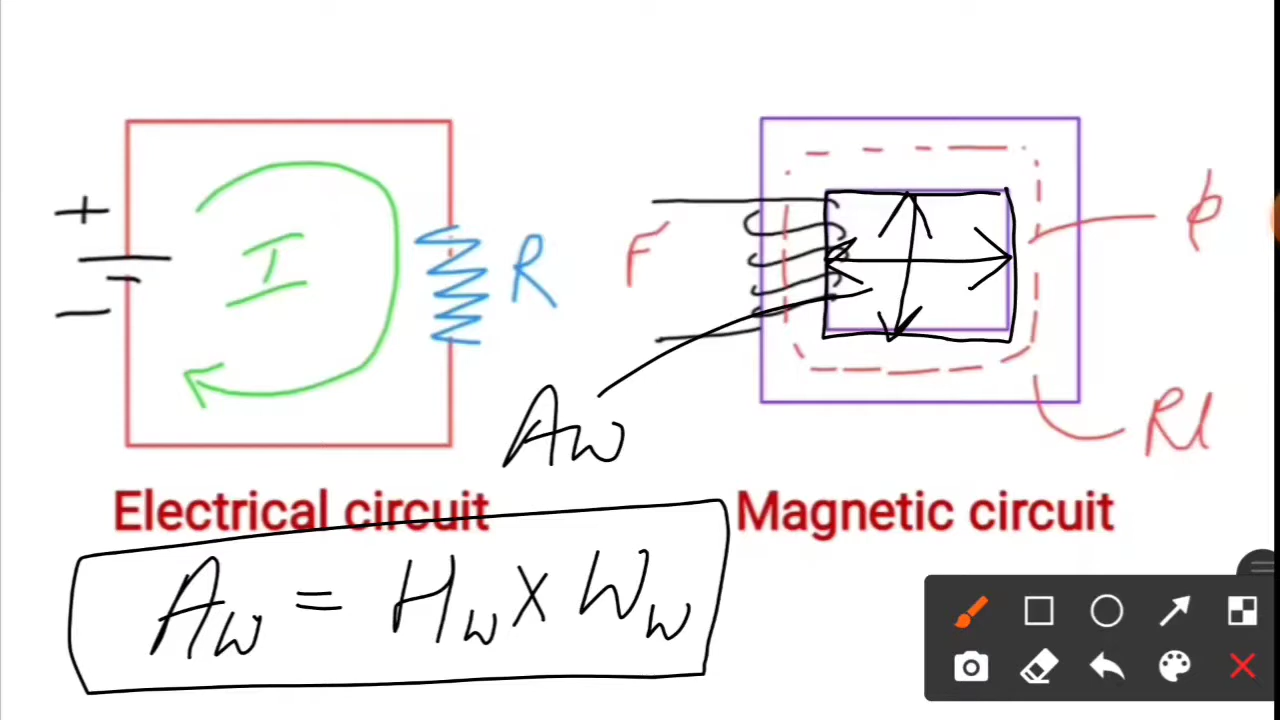 +
I
R
−
F
φ
Rl
Aw
Electrical circuit
Magnetic circuit
Aw = Hw × Ww